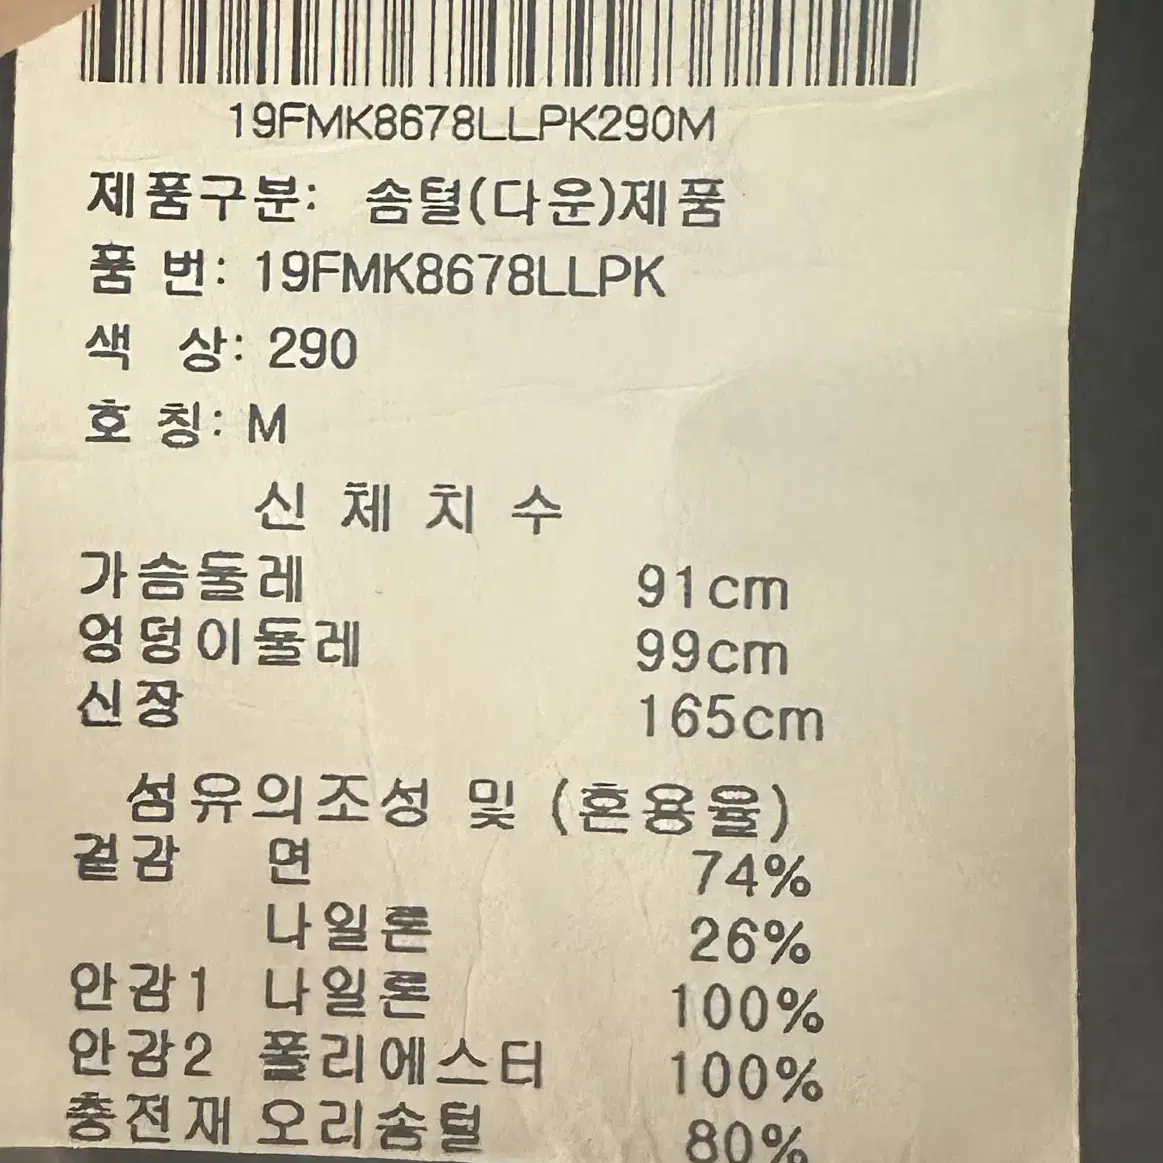 19FMK8678LLPK290M
제품구분: 솜털(다운)제품
품 번: 19FMK8678LLPK
색 상: 290
호 칭: M
신 체 치 수
가슴둘레 91cm
엉덩이둘레 99cm
신장 165cm
섬유의조성 및 (혼용율)
겉감 면 74%
나일론 26%
안감1 나일론 100%
안감2 폴리에스터 100%
충전재 오리솜털 80%